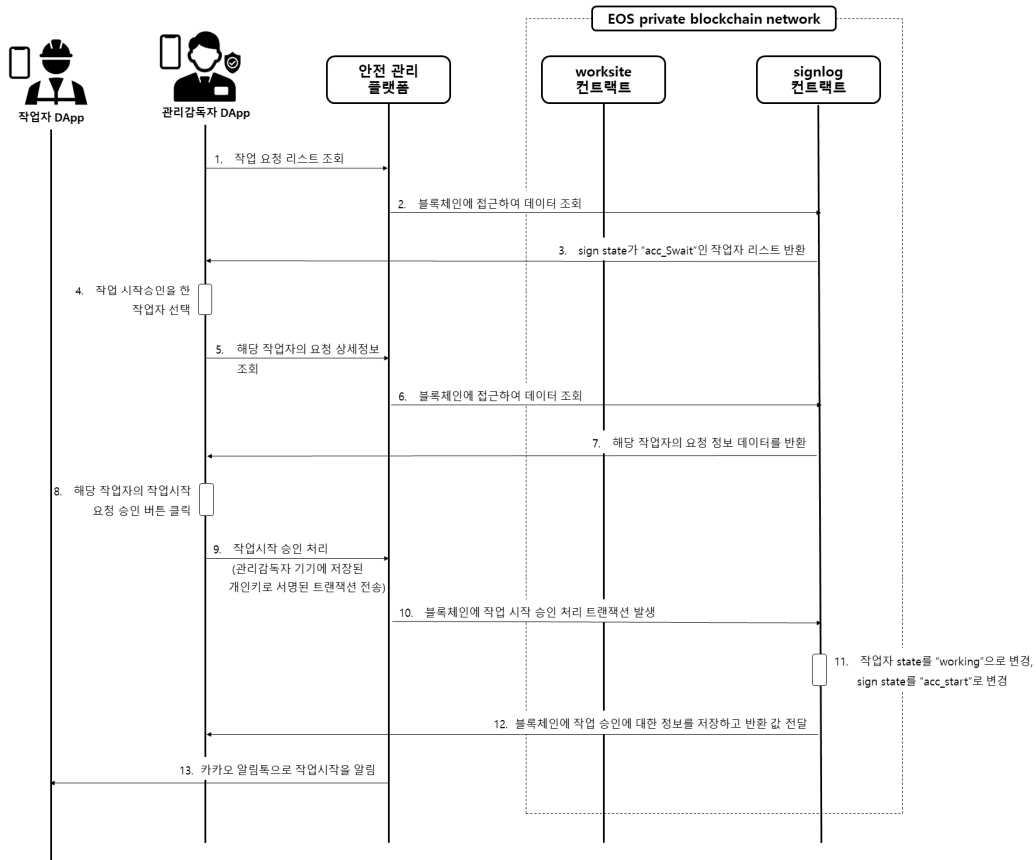 EOS private blockchain network
작업자 DApp
관리감독자 DApp
안전 관리
플랫폼
worksite
컨트랙트
signlog
컨트랙트
1. 작업 요청 리스트 조회
2. 블록체인에 접근하여 데이터 조회
3. sign state가 “acc_Swait”인 작업자 리스트 반환
4. 작업 시작승인을 한
작업자 선택
5. 해당 작업자의 요청 상세정보
조회
6. 블록체인에 접근하여 데이터 조회
7. 해당 작업자의 요청 정보 데이터를 반환
8. 해당 작업자의 작업시작
요청 승인 버튼 클릭
9. 작업시작 승인 처리
(관리감독자 기기에 저장된
개인키로 서명된 트랜잭션 전송)
10. 블록체인에 작업 시작 승인 처리 트랜잭션 발생
11. 작업자 state를 “working”으로 변경,
sign state를 “acc_start”로 변경
12. 블록체인에 작업 승인에 대한 정보를 저장하고 반환 값 전달
13. 카카오 알림톡으로 작업시작을 알림